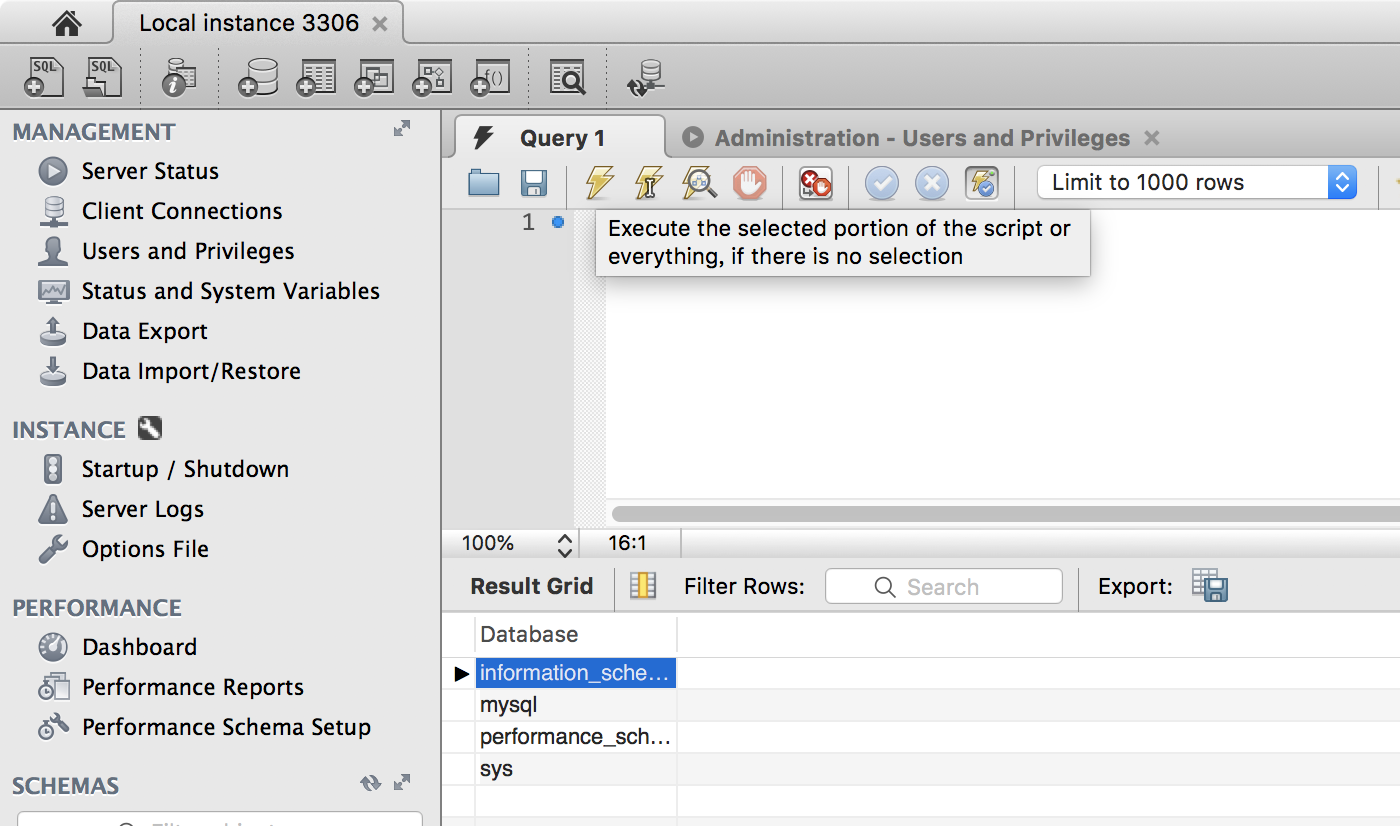 Local instance 3306
SQL
SQL
f()
MANAGEMENT
Server Status
Client Connections
Users and Privileges
Status and System Variables
Data Export
Data Import/Restore
INSTANCE
Startup / Shutdown
Server Logs
Options File
PERFORMANCE
Dashboard
Performance Reports
Performance Schema Setup
SCHEMAS
Query 1
Administration - Users and Privileges
Limit to 1000 rows
1
Execute the selected portion of the script or
everything, if there is no selection
100%
16:1
Result Grid
Filter Rows:
Search
Export:
Database
information_sche...
mysql
performance_sch...
sys